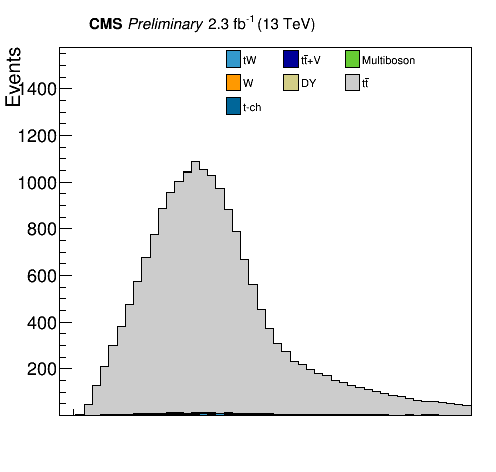 CMS Preliminary 2.3 fb⁻¹ (13 TeV)
Events
tW
tt̄+V
Multiboson
W
DY
tt̄
t-ch
1400
1200
1000
800
600
400
200